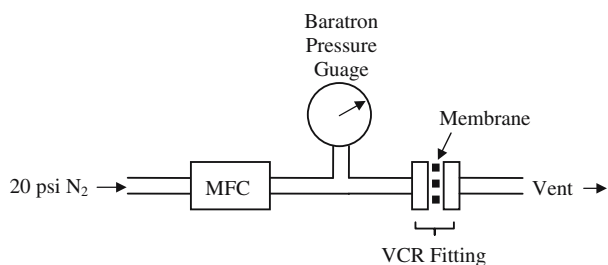 Baratron
Pressure
Guage
Membrane
20 psi N₂
MFC
Vent
VCR Fitting